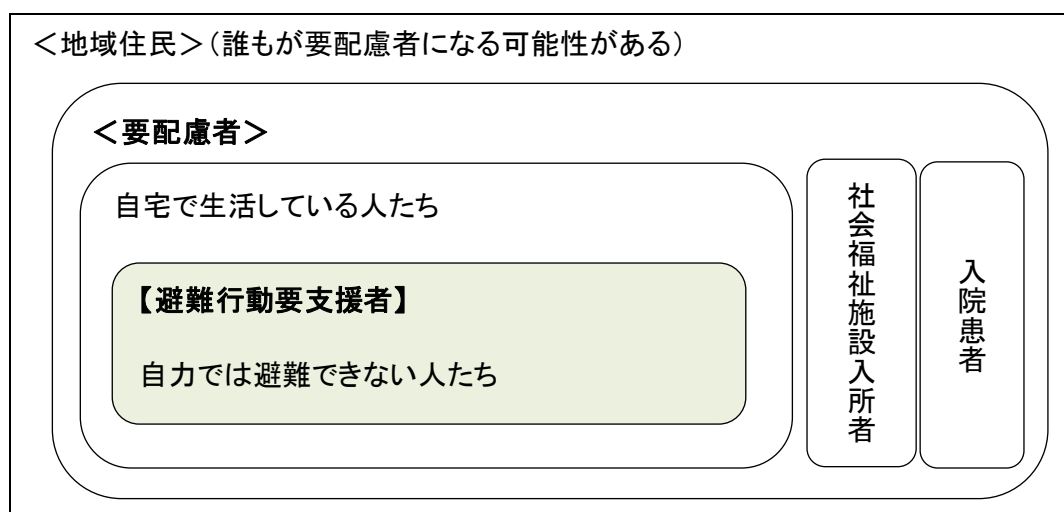 ＜地域住民＞（誰もが要配慮者になる可能性がある）
＜要配慮者＞
自宅で生活している人たち
【避難行動要支援者】
自力では避難できない人たち
社会福祉施設入所者
入院患者